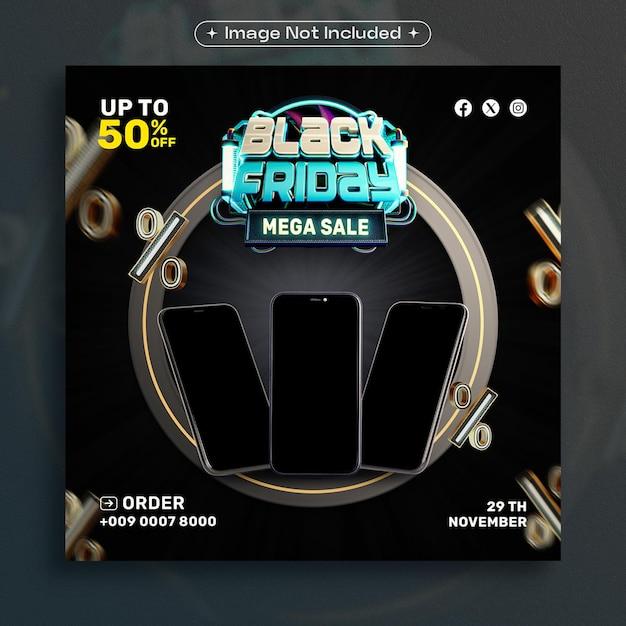 Image Not Included
UP TO
50% OFF
BLACK
FRIDAY
MEGA SALE
ORDER
+009 0007 8000
29 TH
NOVEMBER